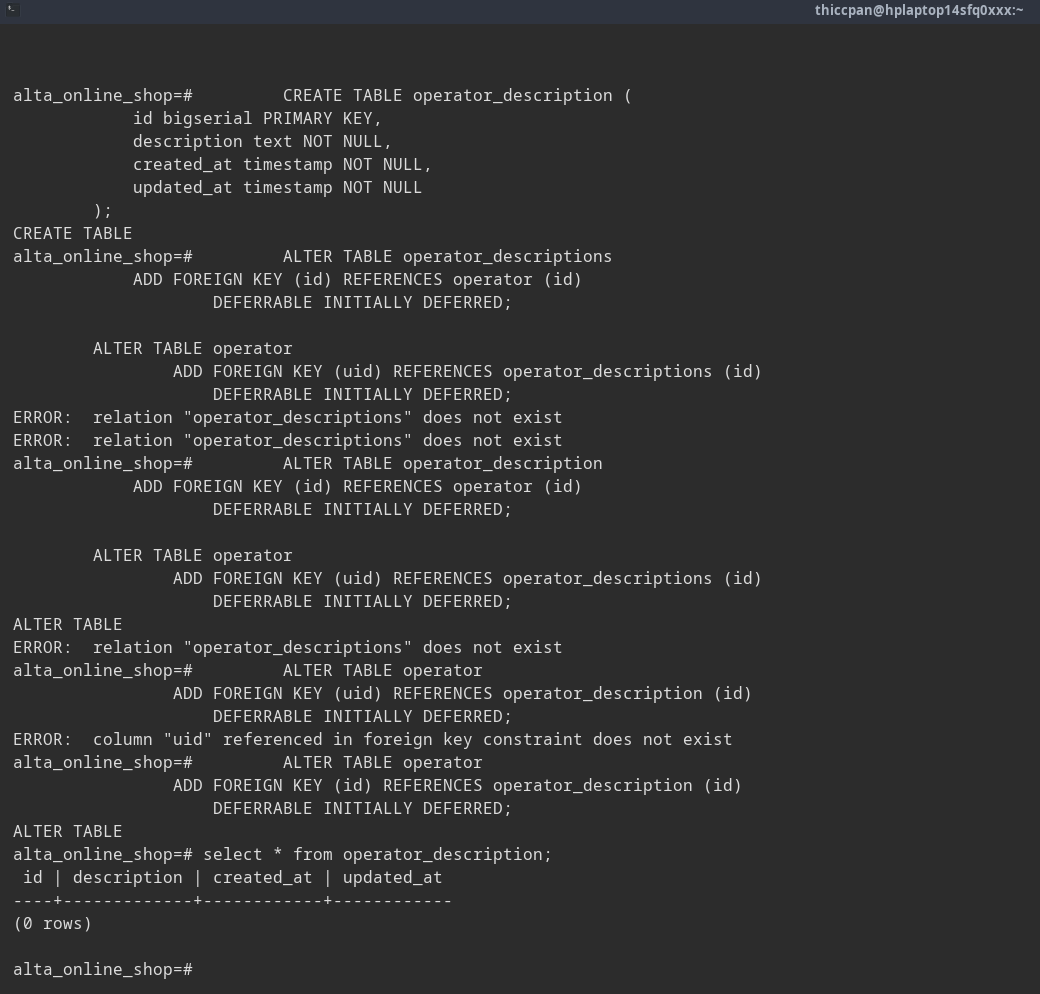 thiccpan@hplaptop14sfq0xxx:~
alta_online_shop=#         CREATE TABLE operator_description (
            id bigserial PRIMARY KEY,
            description text NOT NULL,
            created_at timestamp NOT NULL,
            updated_at timestamp NOT NULL
        );
CREATE TABLE
alta_online_shop=#         ALTER TABLE operator_descriptions
            ADD FOREIGN KEY (id) REFERENCES operator (id)
                    DEFERRABLE INITIALLY DEFERRED;

        ALTER TABLE operator
                ADD FOREIGN KEY (uid) REFERENCES operator_descriptions (id)
                    DEFERRABLE INITIALLY DEFERRED;
ERROR:  relation "operator_descriptions" does not exist
ERROR:  relation "operator_descriptions" does not exist
alta_online_shop=#         ALTER TABLE operator_description
            ADD FOREIGN KEY (id) REFERENCES operator (id)
                    DEFERRABLE INITIALLY DEFERRED;

        ALTER TABLE operator
                ADD FOREIGN KEY (uid) REFERENCES operator_descriptions (id)
                    DEFERRABLE INITIALLY DEFERRED;
ALTER TABLE
ERROR:  relation "operator_descriptions" does not exist
alta_online_shop=#         ALTER TABLE operator
                ADD FOREIGN KEY (uid) REFERENCES operator_description (id)
                    DEFERRABLE INITIALLY DEFERRED;
ERROR:  column "uid" referenced in foreign key constraint does not exist
alta_online_shop=#         ALTER TABLE operator
                ADD FOREIGN KEY (id) REFERENCES operator_description (id)
                    DEFERRABLE INITIALLY DEFERRED;
ALTER TABLE
alta_online_shop=# select * from operator_description;
 id | description | created_at | updated_at
----+-------------+------------+------------
(0 rows)

alta_online_shop=#